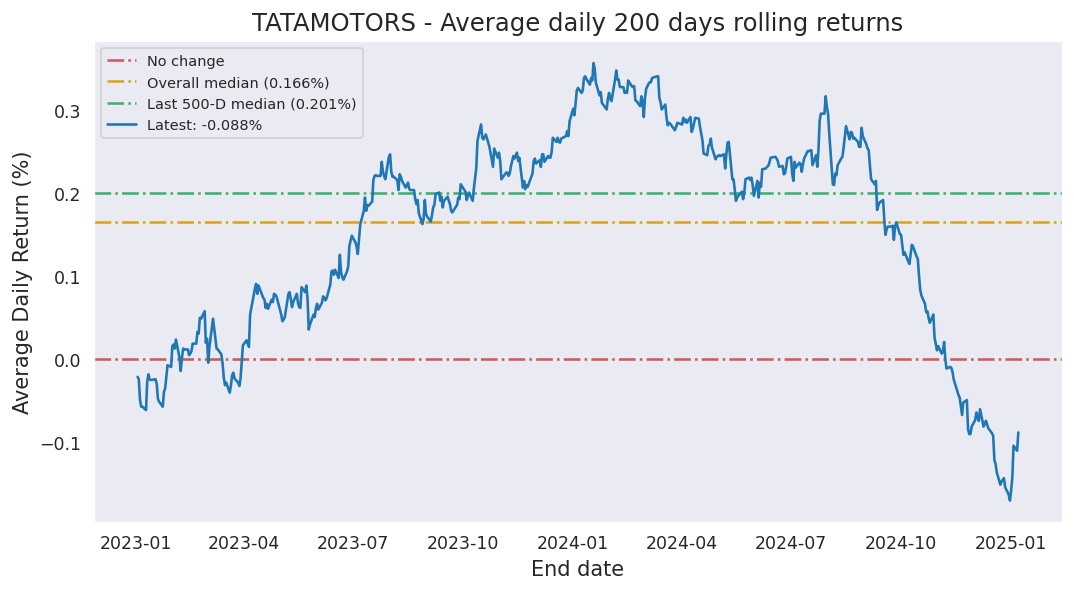 TATAMOTORS - Average daily 200 days rolling returns
No change
Overall median (0.166%)
Last 500-D median (0.201%)
Latest: -0.088%
Average Daily Return (%)
0.3
0.2
0.1
0.0
−0.1
2023-01 2023-04 2023-07 2023-10 2024-01 2024-04 2024-07 2024-10 2025-01
End date